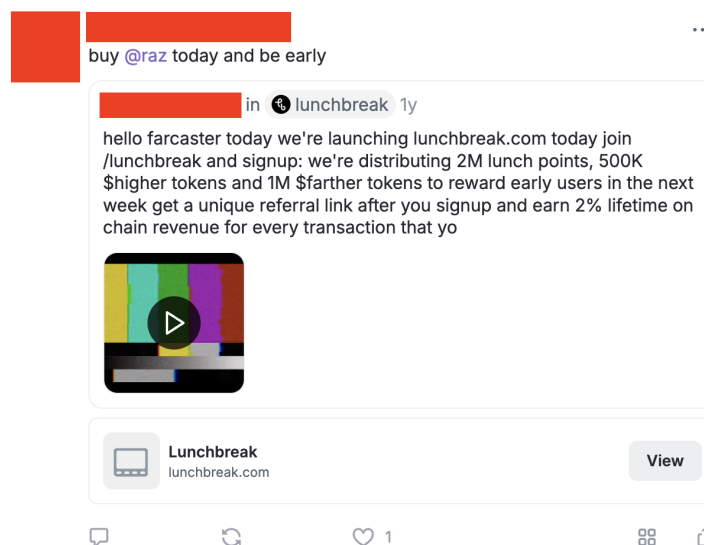 buy @raz today and be early
in lunchbreak 1y
hello farcaster today we're launching lunchbreak.com today join
/lunchbreak and signup: we're distributing 2M lunch points, 500K
$higher tokens and 1M $farther tokens to reward early users in the next
week get a unique referral link after you signup and earn 2% lifetime on
chain revenue for every transaction that yo
Lunchbreak
lunchbreak.com
View
1